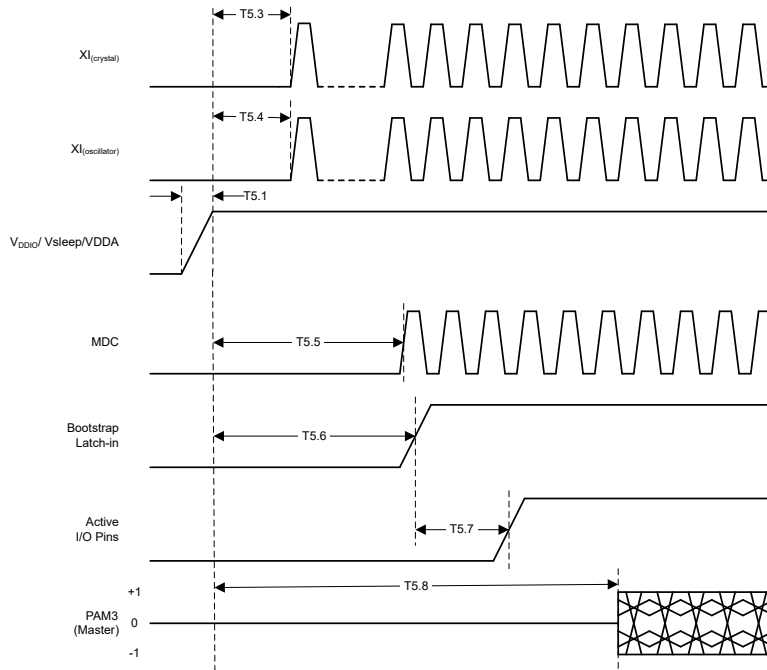 T5.3
XI(crystal)
T5.4
XI(oscillator)
T5.1
VDDIO/ Vsleep/VDDA
MDC
T5.5
Bootstrap
Latch-in
T5.6
Active
I/O Pins
T5.7
T5.8
+1
PAM3
(Master)
0
-1